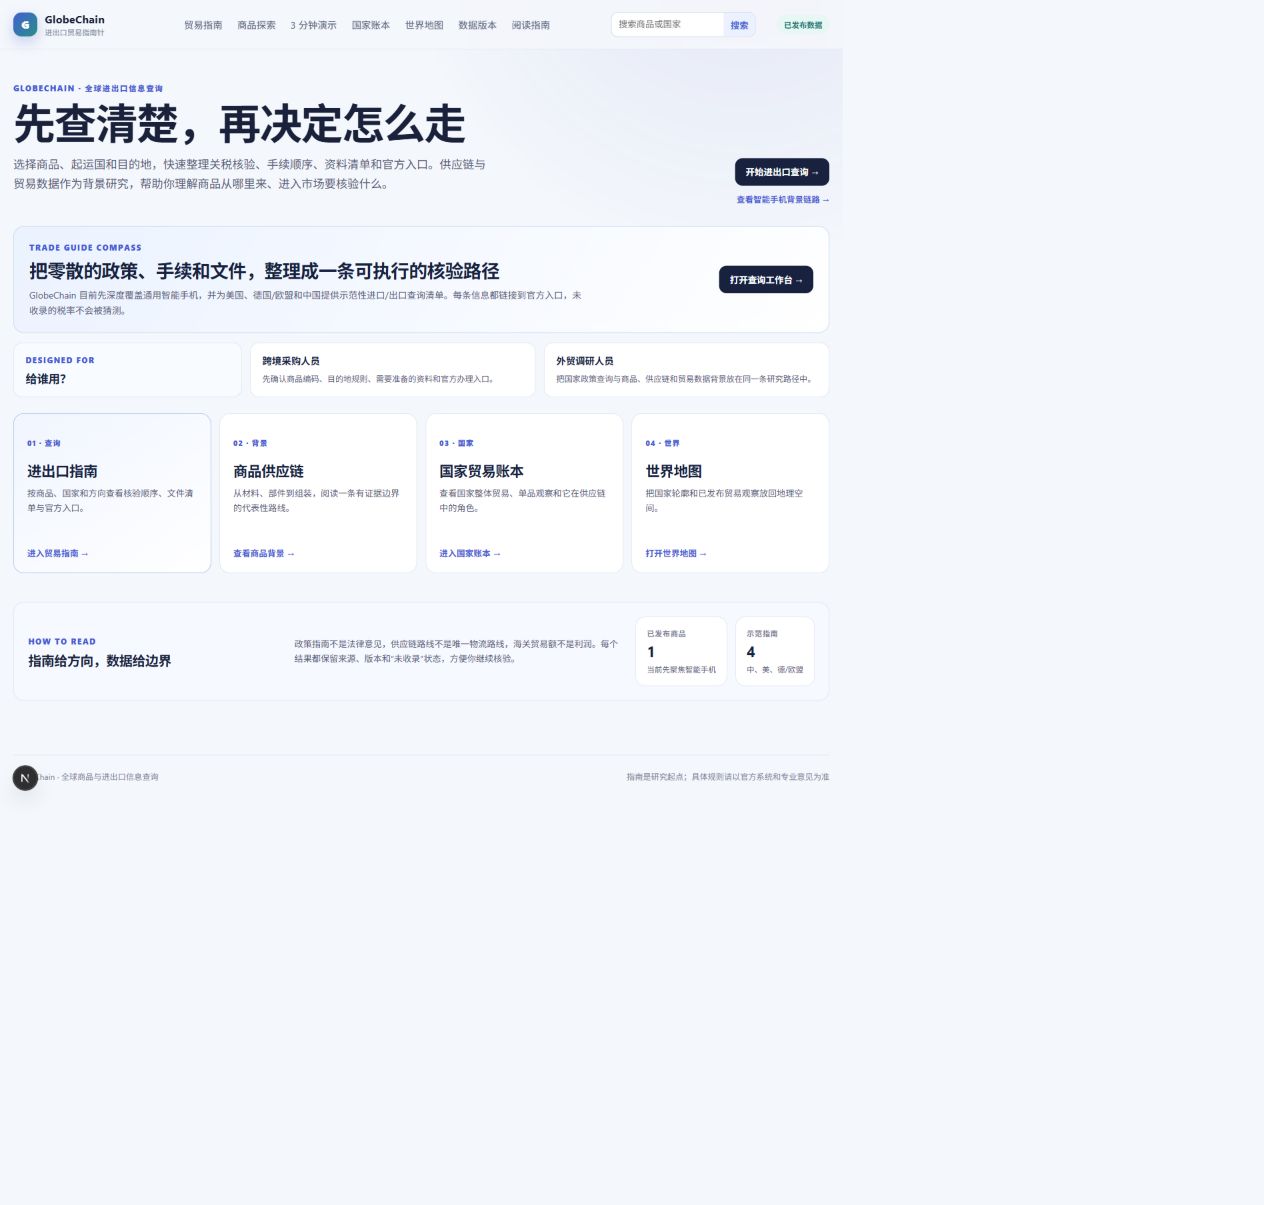 G
GlobeChain
进出口贸易指南针
贸易指南 商品探索 3 分钟演示 国家账本 世界地图 数据版本 阅读指南
搜索商品或国家 搜索
已发布数据
GLOBECHAIN · 全球进出口信息查询
先查清楚，再决定怎么走
选择商品、起运国和目的地，快速整理关税核验、手续顺序、资料清单和官方入口。供应链与
贸易数据作为背景研究，帮助你理解商品从哪里来、进入市场要核验什么。
开始进出口查询 →
查看智能手机背景链路 →
TRADE GUIDE COMPASS
把零散的政策、手续和文件，整理成一条可执行的核验路径
GlobeChain 目前先深度覆盖通用智能手机，并为美国、德国/欧盟和中国提供示范性进口/出口查询清单。每条信息都链接到官方入口，未
收录的税率不会被猜测。
打开查询工作台 →
DESIGNED FOR
给谁用？
跨境采购人员
先确认商品编码、目的地规则、需要准备的资料和官方办理入口。
外贸调研人员
把国家政策查询与商品、供应链和贸易数据背景放在同一条研究路径中。
01 · 查询
进出口指南
按商品、国家和方向查看核验顺序、文件清
单与官方入口。
进入贸易指南 →
02 · 背景
商品供应链
从材料、部件到组装，阅读一条有证据边界
的代表性路线。
查看商品背景 →
03 · 国家
国家贸易账本
查看国家整体贸易、单品观察和它在供应链
中的角色。
进入国家账本 →
04 · 世界
世界地图
把国家轮廓和已发布贸易观察放回地理空
间。
打开世界地图 →
HOW TO READ
指南给方向，数据给边界
政策指南不是法律意见，供应链路线不是唯一物流路线，海关贸易额不是利润。每个
结果都保留来源、版本和“未收录”状态，方便你继续核验。
已发布商品
1
当前先聚焦智能手机
示范指南
4
中、美、德/欧盟
N
Chain · 全球商品与进出口信息查询
指南是研究起点；具体规则请以官方系统和专业意见为准